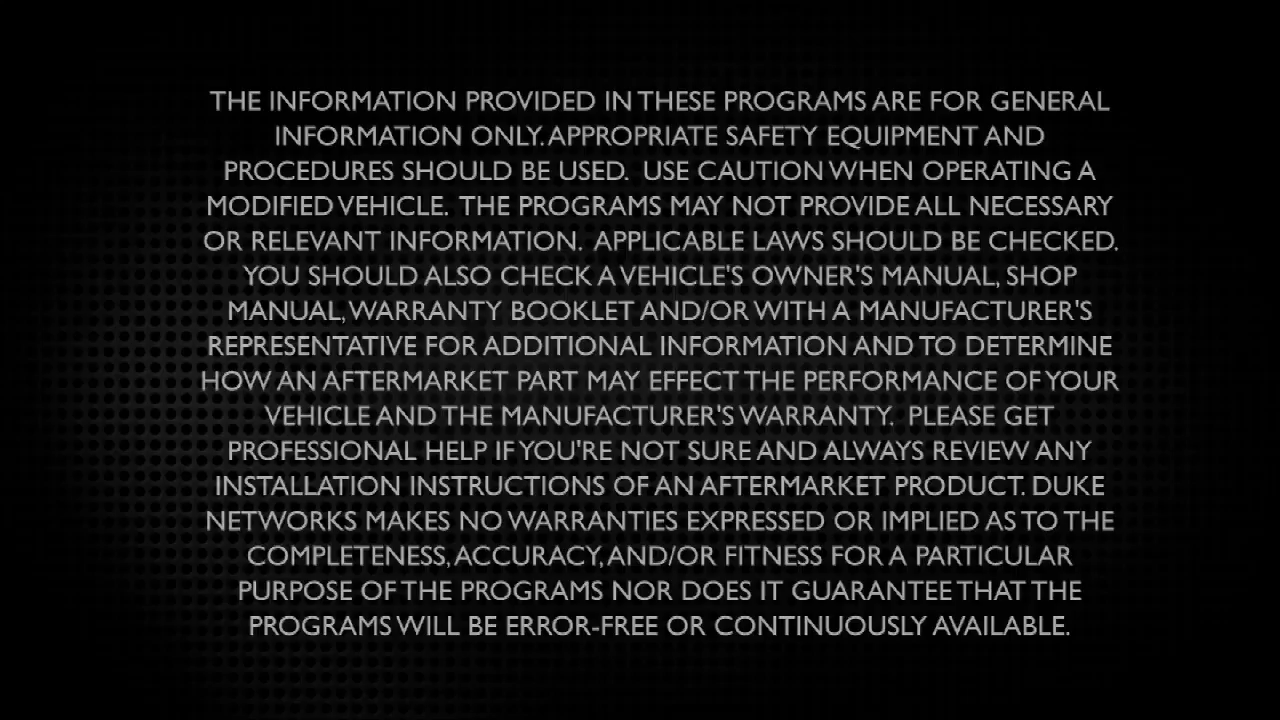 THE INFORMATION PROVIDED IN THESE PROGRAMS ARE FOR GENERAL
INFORMATION ONLY. APPROPRIATE SAFETY EQUIPMENT AND
PROCEDURES SHOULD BE USED.  USE CAUTION WHEN OPERATING A
MODIFIED VEHICLE.  THE PROGRAMS MAY NOT PROVIDE ALL NECESSARY
OR RELEVANT INFORMATION.  APPLICABLE LAWS SHOULD BE CHECKED.
YOU SHOULD ALSO CHECK A VEHICLE'S OWNER'S MANUAL, SHOP
MANUAL, WARRANTY BOOKLET AND/OR WITH A MANUFACTURER'S
REPRESENTATIVE FOR ADDITIONAL INFORMATION AND TO DETERMINE
HOW AN AFTERMARKET PART MAY EFFECT THE PERFORMANCE OF YOUR
VEHICLE AND THE MANUFACTURER'S WARRANTY.  PLEASE GET
PROFESSIONAL HELP IF YOU'RE NOT SURE AND ALWAYS REVIEW ANY
INSTALLATION INSTRUCTIONS OF AN AFTERMARKET PRODUCT. DUKE
NETWORKS MAKES NO WARRANTIES EXPRESSED OR IMPLIED AS TO THE
COMPLETENESS, ACCURACY, AND/OR FITNESS FOR A PARTICULAR
PURPOSE OF THE PROGRAMS NOR DOES IT GUARANTEE THAT THE
PROGRAMS WILL BE ERROR-FREE OR CONTINUOUSLY AVAILABLE.